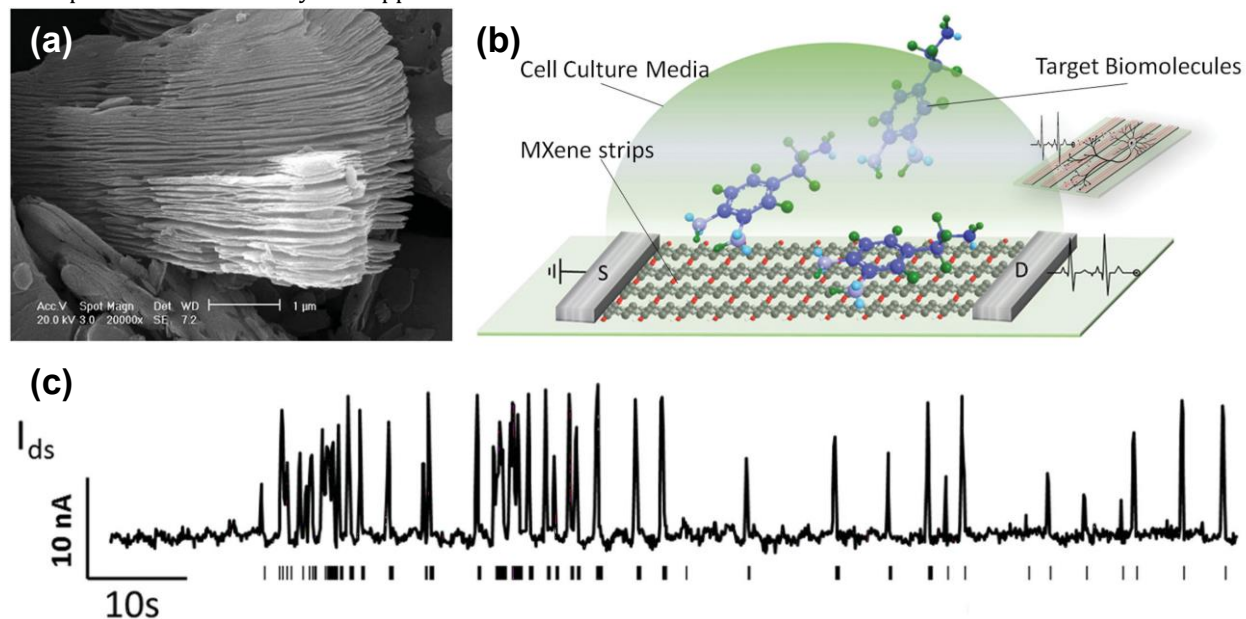 (a)
Acc.V Spot Magn Det WD 1 µm
20.0 kV 3.0 20000x SE 7.2
(b)
Cell Culture Media
Target Biomolecules
MXene strips
S
D
(c)
I ds
10 nA
10s